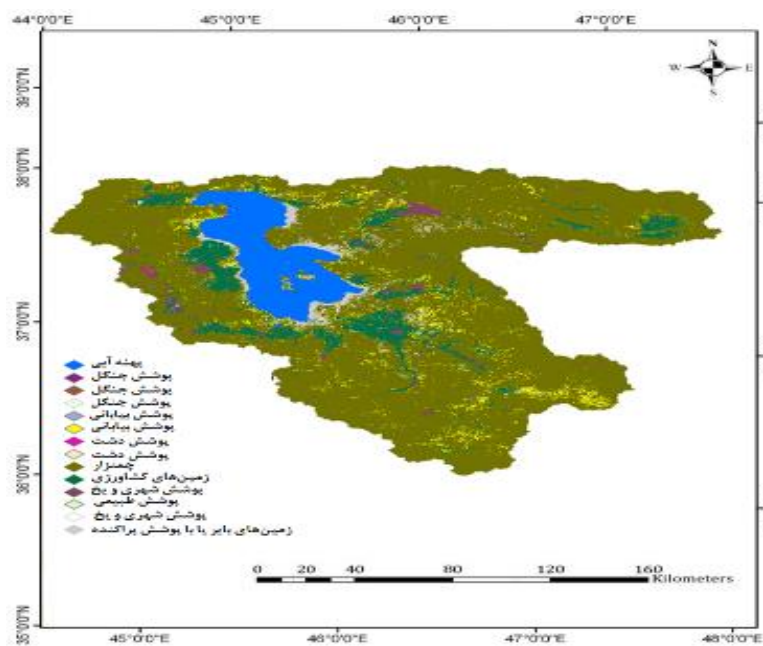 44°0'0"E 45°0'0"E 46°0'0"E 47°0'0"E
N
W E
S
39°0'0"N
38°0'0"N
37°0'0"N
36°0'0"N
35°0'0"N
پهنه آبی
پوشش جنگل
پوشش جنگل
پوشش جنگل
پوشش بیابانی
پوشش بیابانی
پوشش دشت
پوشش دشت
چمنزار
زمین‌های کشاورزی
پوشش شهری و یخ
پوشش طبیعی
پوشش شهری و یخ
زمین‌های بایر یا با پوشش پراکنده
0 20 40 80 120 160
Kilometers
45°0'0"E 46°0'0"E 47°0'0"E 48°0'0"E